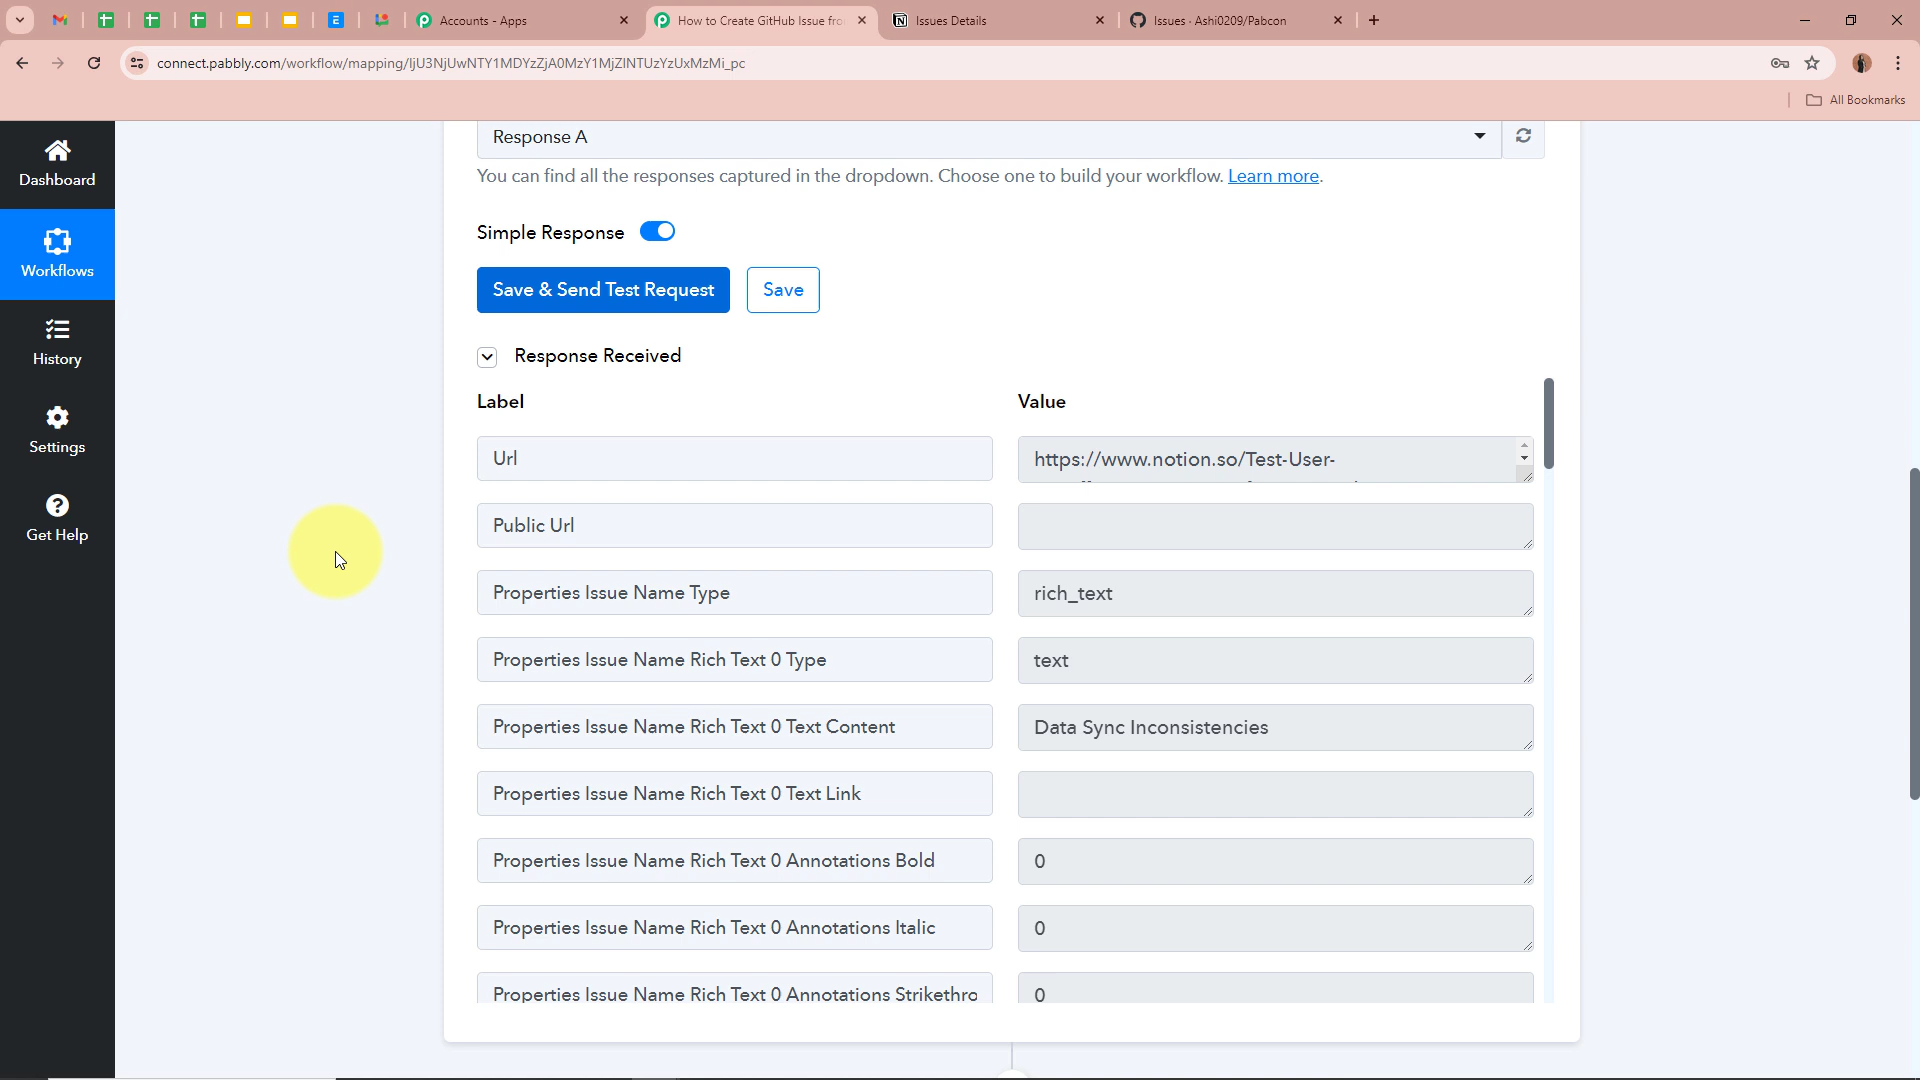 Accounts - Apps
How to Create GitHub Issue fro
Issues Details
Issues · Ashi0209/Pabcon
connect.pabbly.com/workflow/mapping/IjU3NjUwNTY1MDYzZjA0MzY1MjZlNTUzYzUxMzMi_pc
All Bookmarks
Dashboard
Workflows
History
Settings
Get Help
Response A
You can find all the responses captured in the dropdown. Choose one to build your workflow. Learn more.
Simple Response
Save & Send Test Request
Save
Response Received
Label
Value
Url
https://www.notion.so/Test-User-
Public Url
Properties Issue Name Type
rich_text
Properties Issue Name Rich Text 0 Type
text
Properties Issue Name Rich Text 0 Text Content
Data Sync Inconsistencies
Properties Issue Name Rich Text 0 Text Link
Properties Issue Name Rich Text 0 Annotations Bold
0
Properties Issue Name Rich Text 0 Annotations Italic
0
Properties Issue Name Rich Text 0 Annotations Strikethro
0